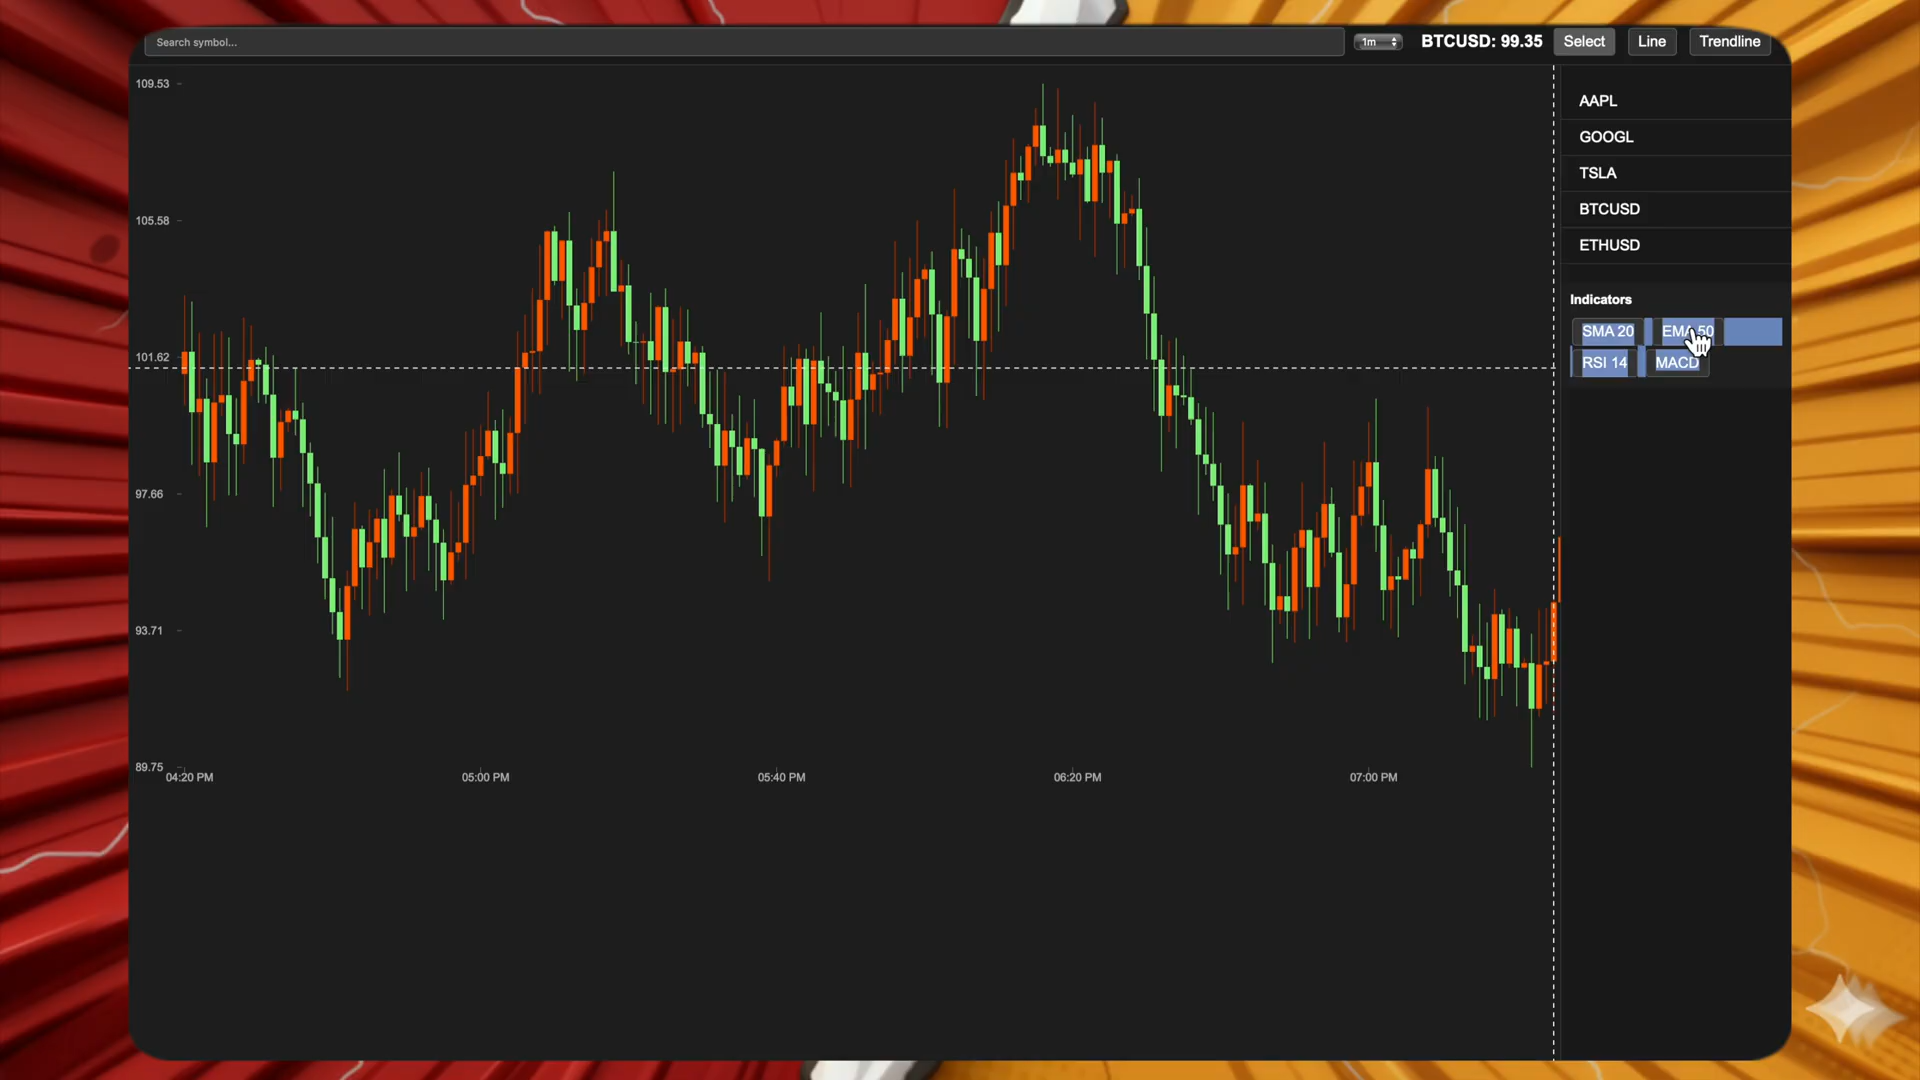 Search symbol... 1m BTCUSD: 99.35 Select Line Trendline
109.53
105.58
101.62
97.66
93.71
89.75
04:20 PM 05:00 PM 05:40 PM 06:20 PM 07:00 PM
AAPL
GOOGL
TSLA
BTCUSD
ETHUSD
Indicators
SMA 20 EMA 50
RSI 14 MACD